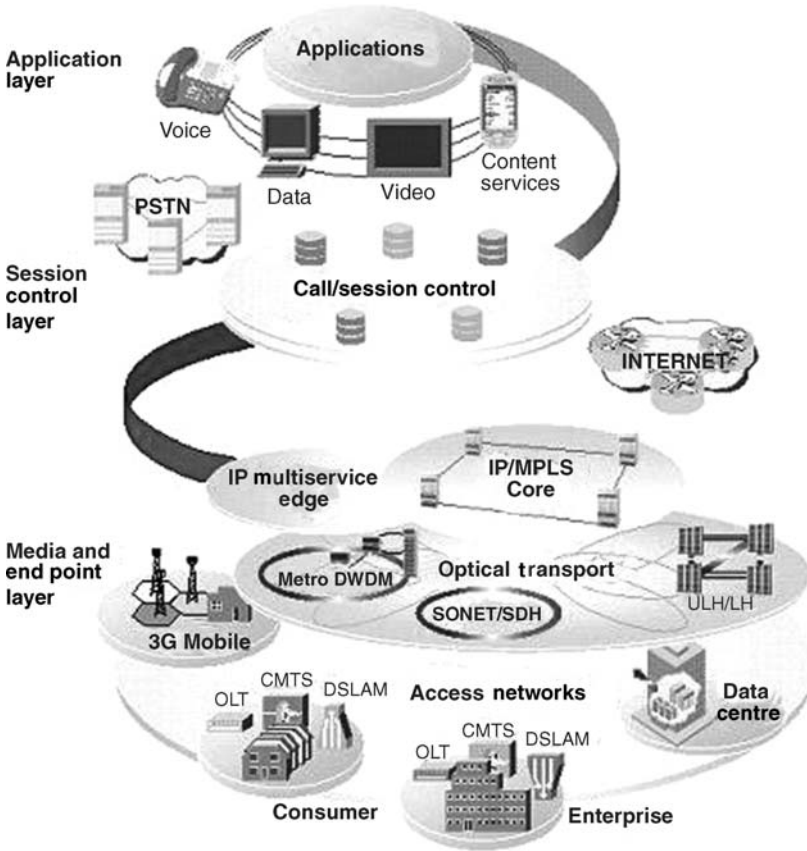 Applications
Application
layer
Voice
Data
Video
Content
services
PSTN
Session
control
layer
Call/session control
INTERNET
IP multiservice
edge
IP/MPLS
Core
Media and
end point
layer
Metro DWDM
Optical transport
ULH/LH
SONET/SDH
3G Mobile
CMTS
OLT
DSLAM
Access networks
Data
centre
CMTS
OLT
DSLAM
Consumer
Enterprise